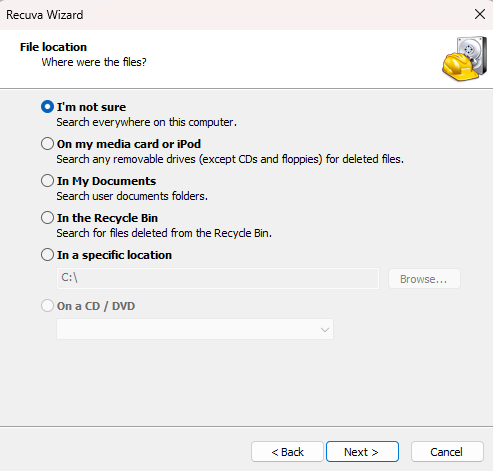 Recuva Wizard
File location
Where were the files?
I'm not sure
Search everywhere on this computer.
On my media card or iPod
Search any removable drives (except CDs and floppies) for deleted files.
In My Documents
Search user documents folders.
In the Recycle Bin
Search for files deleted from the Recycle Bin.
In a specific location
C:\
Browse...
On a CD / DVD
< Back
Next >
Cancel